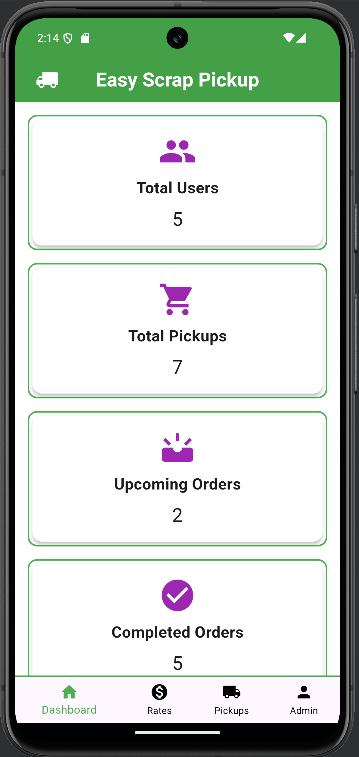 2:14
Easy Scrap Pickup
Total Users
5
Total Pickups
7
Upcoming Orders
2
Completed Orders
5
Dashboard Rates Pickups Admin